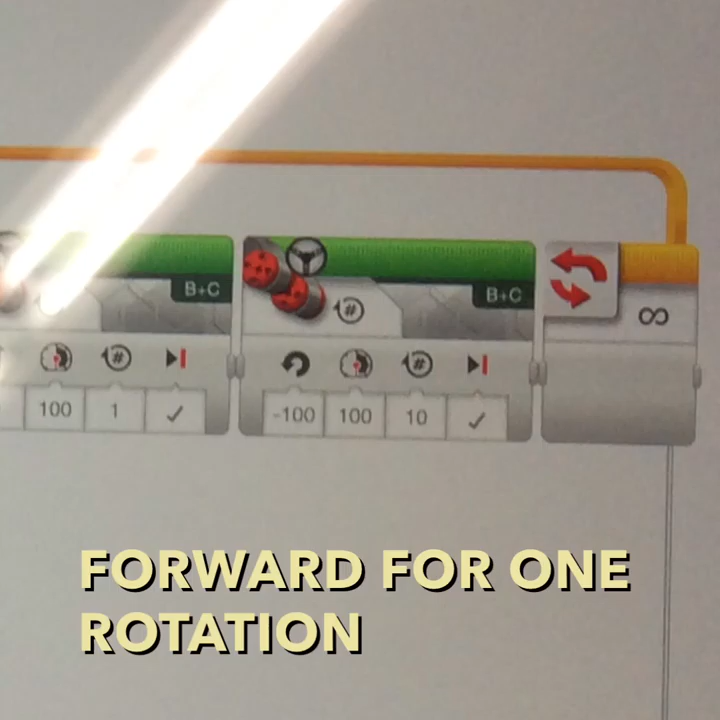 B+C
B+C
∞
100 1
-100 100 10
FORWARD FOR ONE
ROTATION